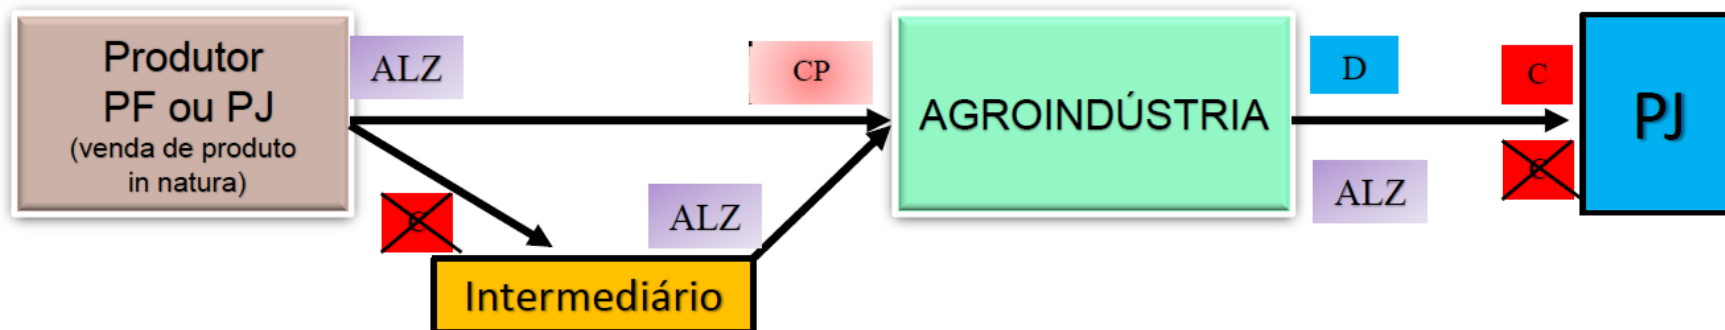 Produtor
PF ou PJ
(venda de produto
in natura)
ALZ
CP
AGROINDÚSTRIA
D
C
PJ
C
ALZ
C
ALZ
Intermediário